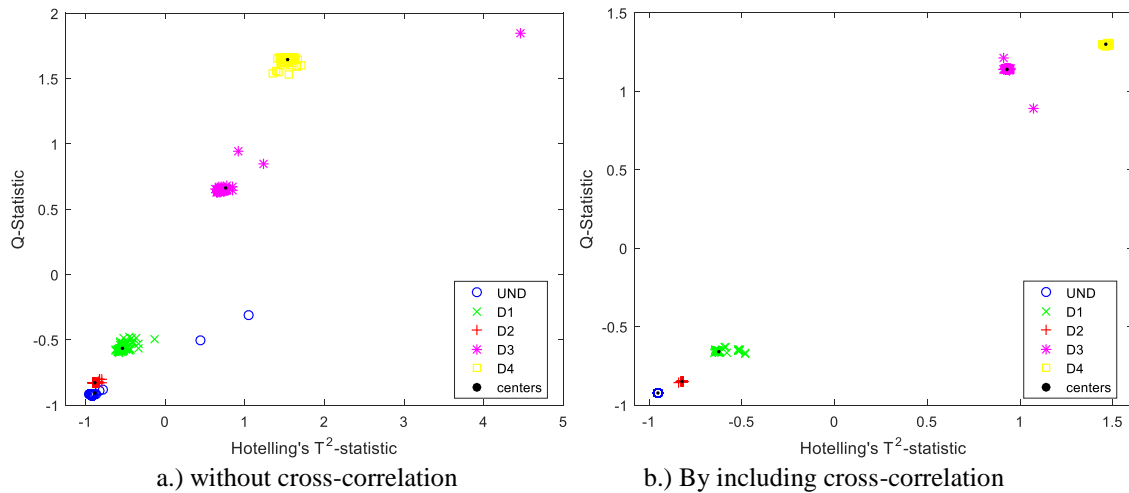 2
1.5
1
0.5
0
-0.5
-1
-1
0
1
2
3
4
5
Q-Statistic
Hotelling's T²-statistic
UND
D1
D2
D3
D4
centers
a.) without cross-correlation
1.5
1
0.5
0
-0.5
-1
-1
-0.5
0
0.5
1
1.5
Q-Statistic
Hotelling's T²-statistic
UND
D1
D2
D3
D4
centers
b.) By including cross-correlation